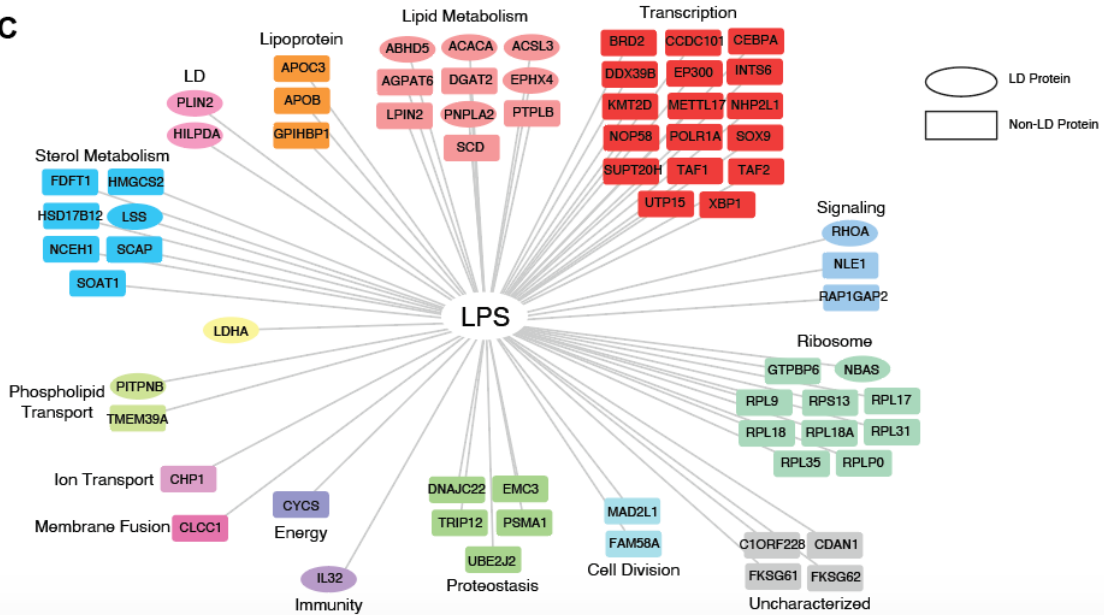 C
Lipid Metabolism
ABHD5 ACACA ACSL3
AGPAT6 DGAT2 EPHX4
LPIN2 PNPLA2 PTPLB
SCD
Transcription
BRD2 CCDC101 CEBPA
DDX39B EP300 INTS6
KMT2D METTL17 NHP2L1
NOP58 POLR1A SOX9
SUPT20H TAF1 TAF2
UTP15 XBP1
LD Protein
Non-LD Protein
Lipoprotein
APOC3
APOB
GPIHBP1
LD
PLIN2
HILPDA
Sterol Metabolism
FDFT1 HMGCS2
HSD17B12 LSS
NCEH1 SCAP
SOAT1
Signaling
RHOA
NLE1
RAP1GAP2
LPS
LDHA
Ribosome
GTPBP6 NBAS
RPL9 RPS13 RPL17
RPL18 RPL18A RPL31
RPL35 RPLP0
Phospholipid
Transport
PITPNB
TMEM39A
Ion Transport
CHP1
Membrane Fusion
CLCC1
CYCS
Energy
IL32
Immunity
DNAJC22 EMC3
TRIP12 PSMA1
UBE2J2
Proteostasis
MAD2L1
FAM58A
Cell Division
C1ORF228 CDAN1
FKSG61 FKSG62
Uncharacterized